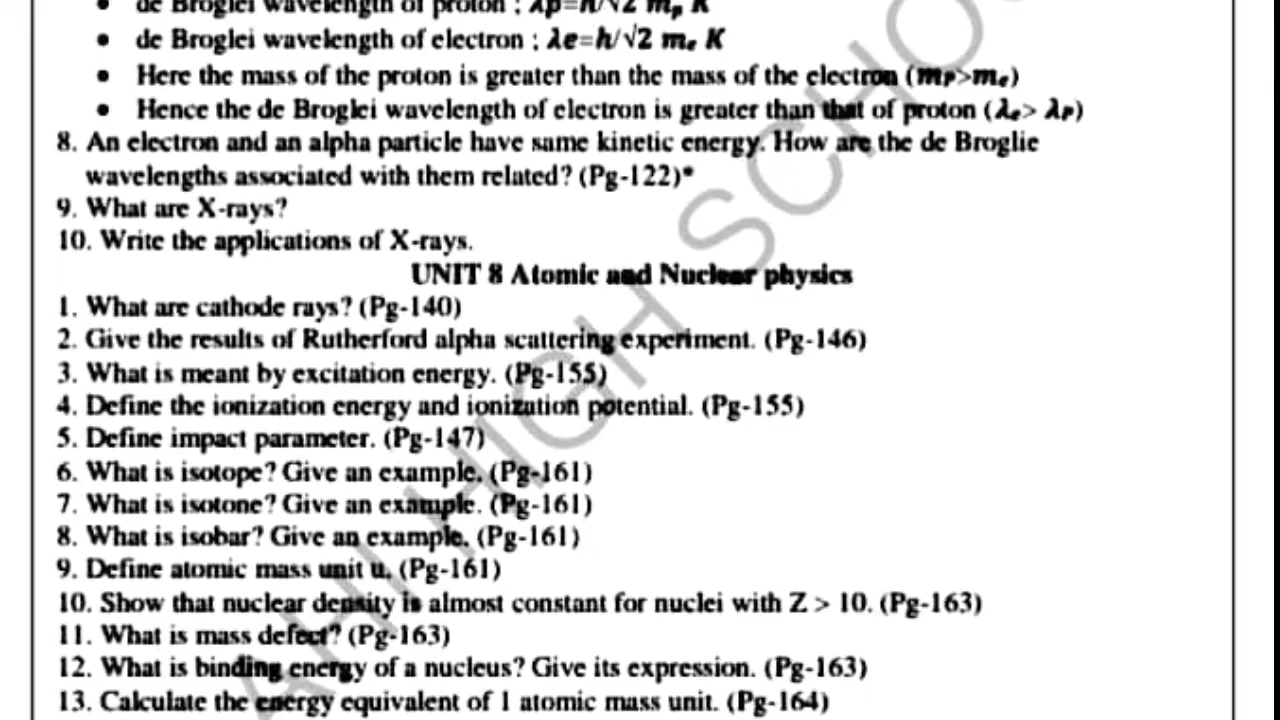 • de Broglei wavelength of proton : λp=h/√2 mₚ K
• de Broglei wavelength of electron : λe=h/√2 mₑ K
• Here the mass of the proton is greater than the mass of the electron (mₚ>mₑ)
• Hence the de Broglei wavelength of electron is greater than that of proton (λₑ> λₚ)
8. An electron and an alpha particle have same kinetic energy. How are the de Broglie
wavelengths associated with them related? (Pg-122)*
9. What are X-rays?
10. Write the applications of X-rays.
UNIT 8 Atomic and Nuclear physics
1. What are cathode rays? (Pg-140)
2. Give the results of Rutherford alpha scattering experiment. (Pg-146)
3. What is meant by excitation energy. (Pg-155)
4. Define the ionization energy and ionization potential. (Pg-155)
5. Define impact parameter. (Pg-147)
6. What is isotope? Give an example. (Pg-161)
7. What is isotone? Give an example. (Pg-161)
8. What is isobar? Give an example. (Pg-161)
9. Define atomic mass unit u. (Pg-161)
10. Show that nuclear density is almost constant for nuclei with Z > 10. (Pg-163)
11. What is mass defect? (Pg-163)
12. What is binding energy of a nucleus? Give its expression. (Pg-163)
13. Calculate the energy equivalent of 1 atomic mass unit. (Pg-164)
HIGH SCHO